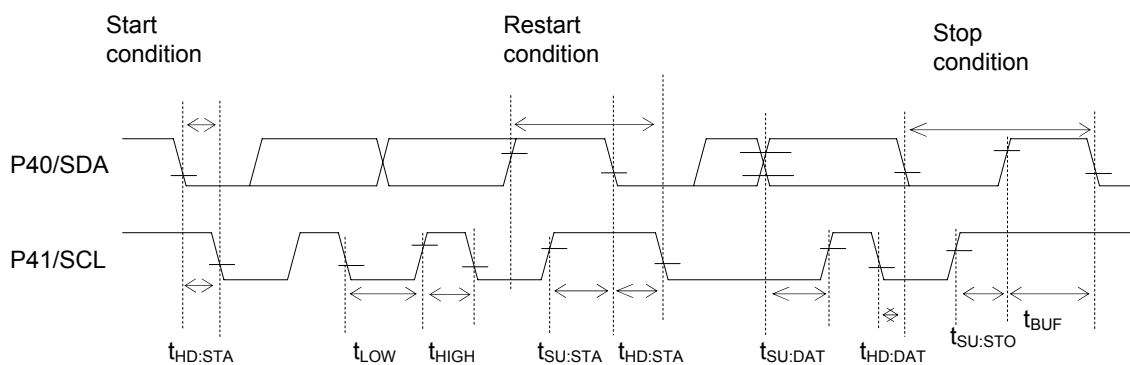 Start
condition
Restart
condition
Stop
condition
P40/SDA
P41/SCL
tHD:STA
tLOW
tHIGH
tSU:STA
tHD:STA
tSU:DAT
tHD:DAT
tSU:STO
tBUF